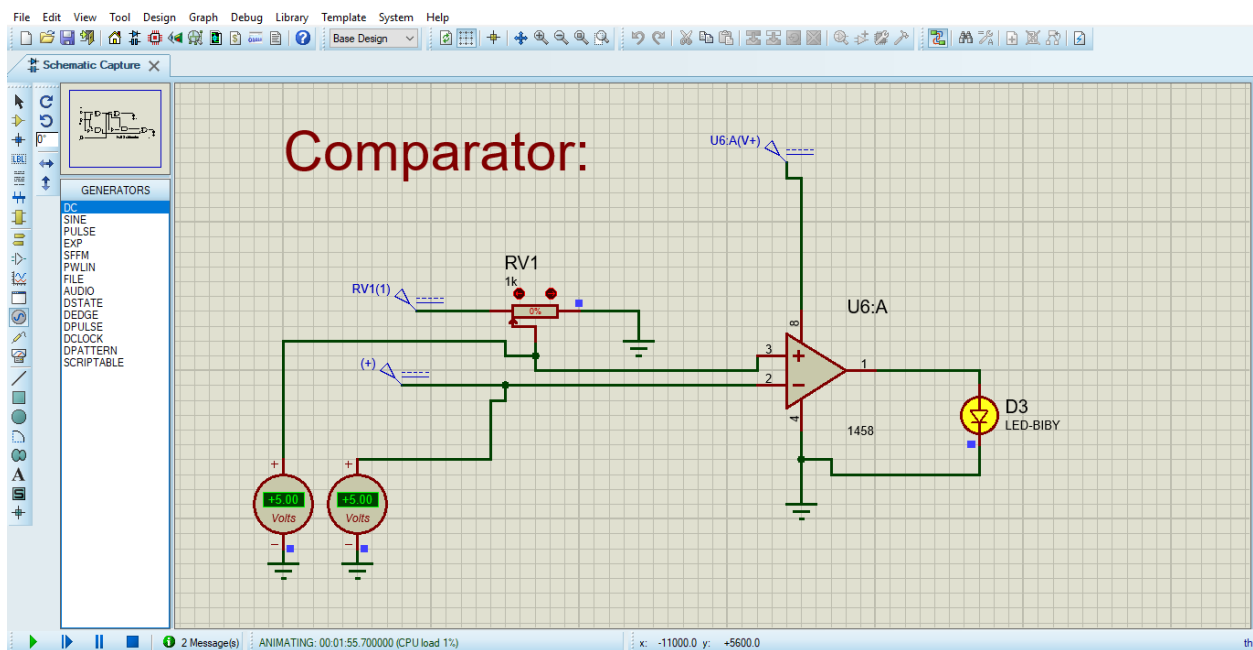 File Edit View Tool Design Graph Debug Library Template System Help
Base Design
Schematic Capture
0°
LBL
GENERATORS
DC
SINE
PULSE
EXP
SFFM
PWLIN
FILE
AUDIO
DSTATE
DEDGE
DPULSE
DCLOCK
DPATTERN
SCRIPTABLE
A
S
Comparator:
U6:A(V+)
RV1
1k
RV1(1)
0%
(+)
U6:A
8
3
2
1
4
1458
D3
LED-BIBY
+ +
+5.00 +5.00
Volts Volts
2 Message(s) ANIMATING: 00:01:55.700000 (CPU load 1%) x: -11000.0 y: +5600.0 th